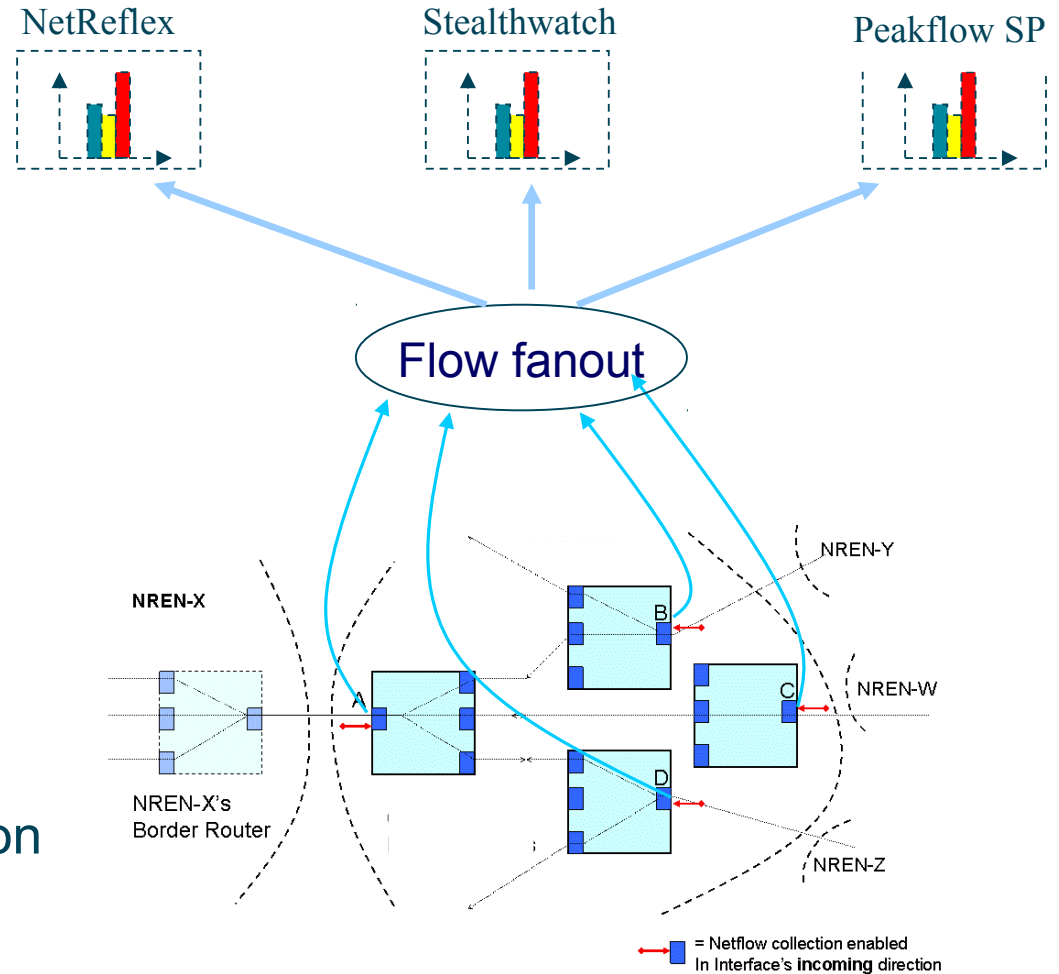 NetReflex
Stealthwatch
Peakflow SP
Flow fanout
NREN-Y
NREN-X
B
A
C
NREN-W
D
NREN-X's
Border Router
on
NREN-Z
= Netflow collection enabled
In Interface's incoming direction